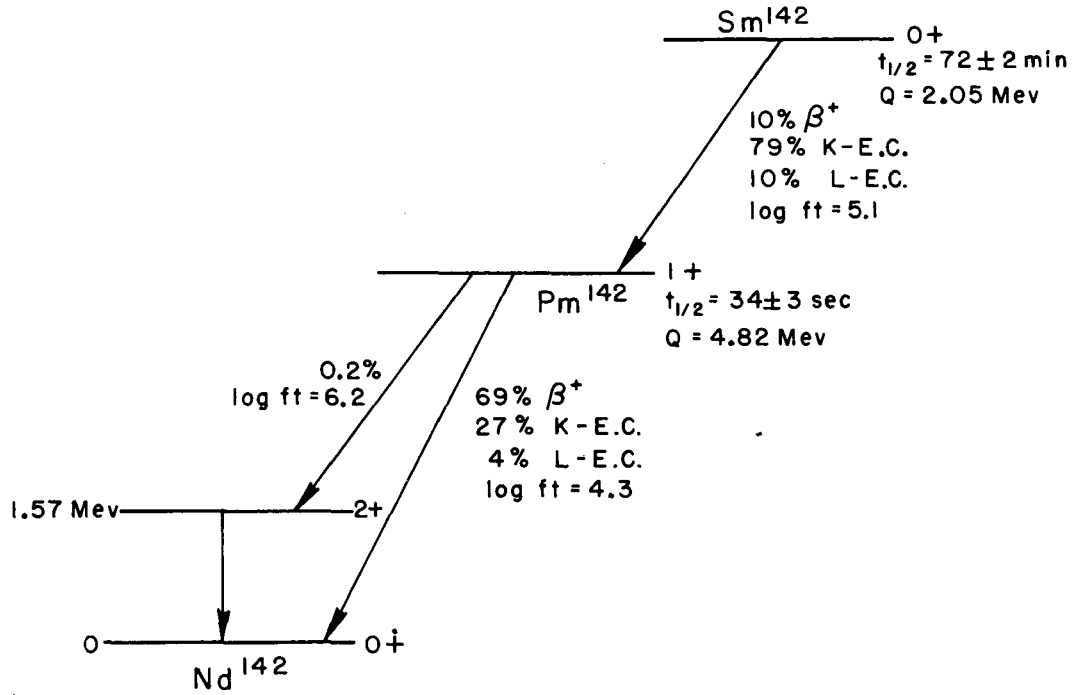 Sm¹⁴²
0+
t₁/₂ = 72 ± 2 min
Q = 2.05 Mev
10% β⁺
79% K-E.C.
10% L-E.C.
log ft = 5.1
1+
Pm¹⁴²
t₁/₂ = 34 ± 3 sec
Q = 4.82 Mev
0.2%
log ft = 6.2
69% β⁺
27% K-E.C.
4% L-E.C.
log ft = 4.3
1.57 Mev
2+
0
0+
Nd¹⁴²